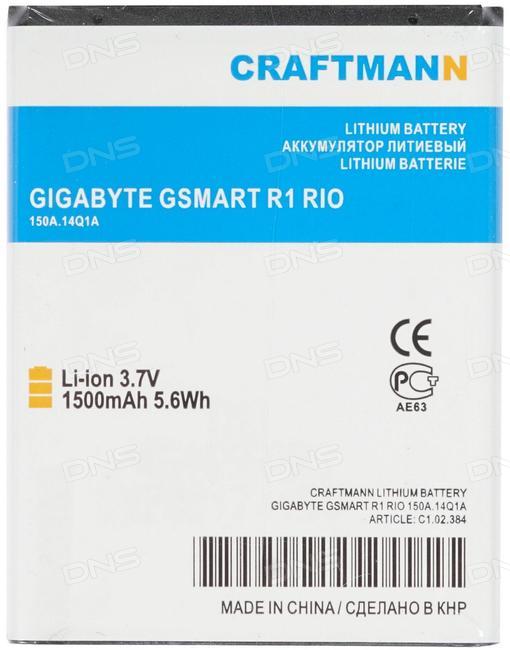 CRAFTMANN
LITHIUM BATTERY
АККУМУЛЯТОР ЛИТИЕВЫЙ
LITHIUM BATTERIE
GIGABYTE GSMART R1 RIO
150A.14Q1A
CE
Li-ion 3.7V
1500mAh 5.6Wh
РСТ
AE63
CRAFTMANN LITHIUM BATTERY
GIGABYTE GSMART R1 RIO 150A.14Q1A
ARTICLE: C1.02.384
MADE IN CHINA / СДЕЛАНО В КНР
DNS